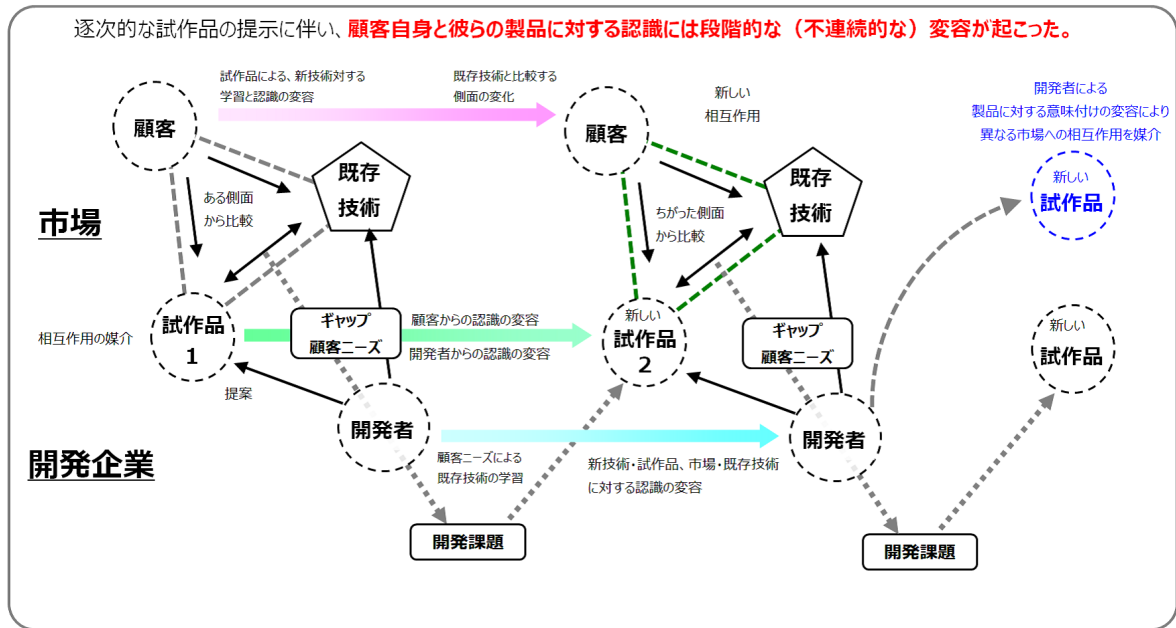 逐次的な試作品の提示に伴い、顧客自身と彼らの製品に対する認識には段階的な（不連続的な）変容が起こった。
試作品による、新技術対する
学習と認識の変容
既存技術と比較する
側面の変化
新しい
相互作用
開発者による
製品に対する意味付けの変容により
異なる市場への相互作用を媒介
顧客
既存
技術
ある側面
から比較
顧客
既存
技術
ちがった側面
から比較
新しい
試作品
市場
相互作用の媒介
試作品
1
ギャップ
顧客ニーズ
顧客からの認識の変容
開発者からの認識の変容
新しい
試作品
2
ギャップ
顧客ニーズ
新しい
試作品
提案
開発者
開発者
開発企業
顧客ニーズによる
既存技術の学習
新技術・試作品、市場・既存技術
に対する認識の変容
開発課題
開発課題